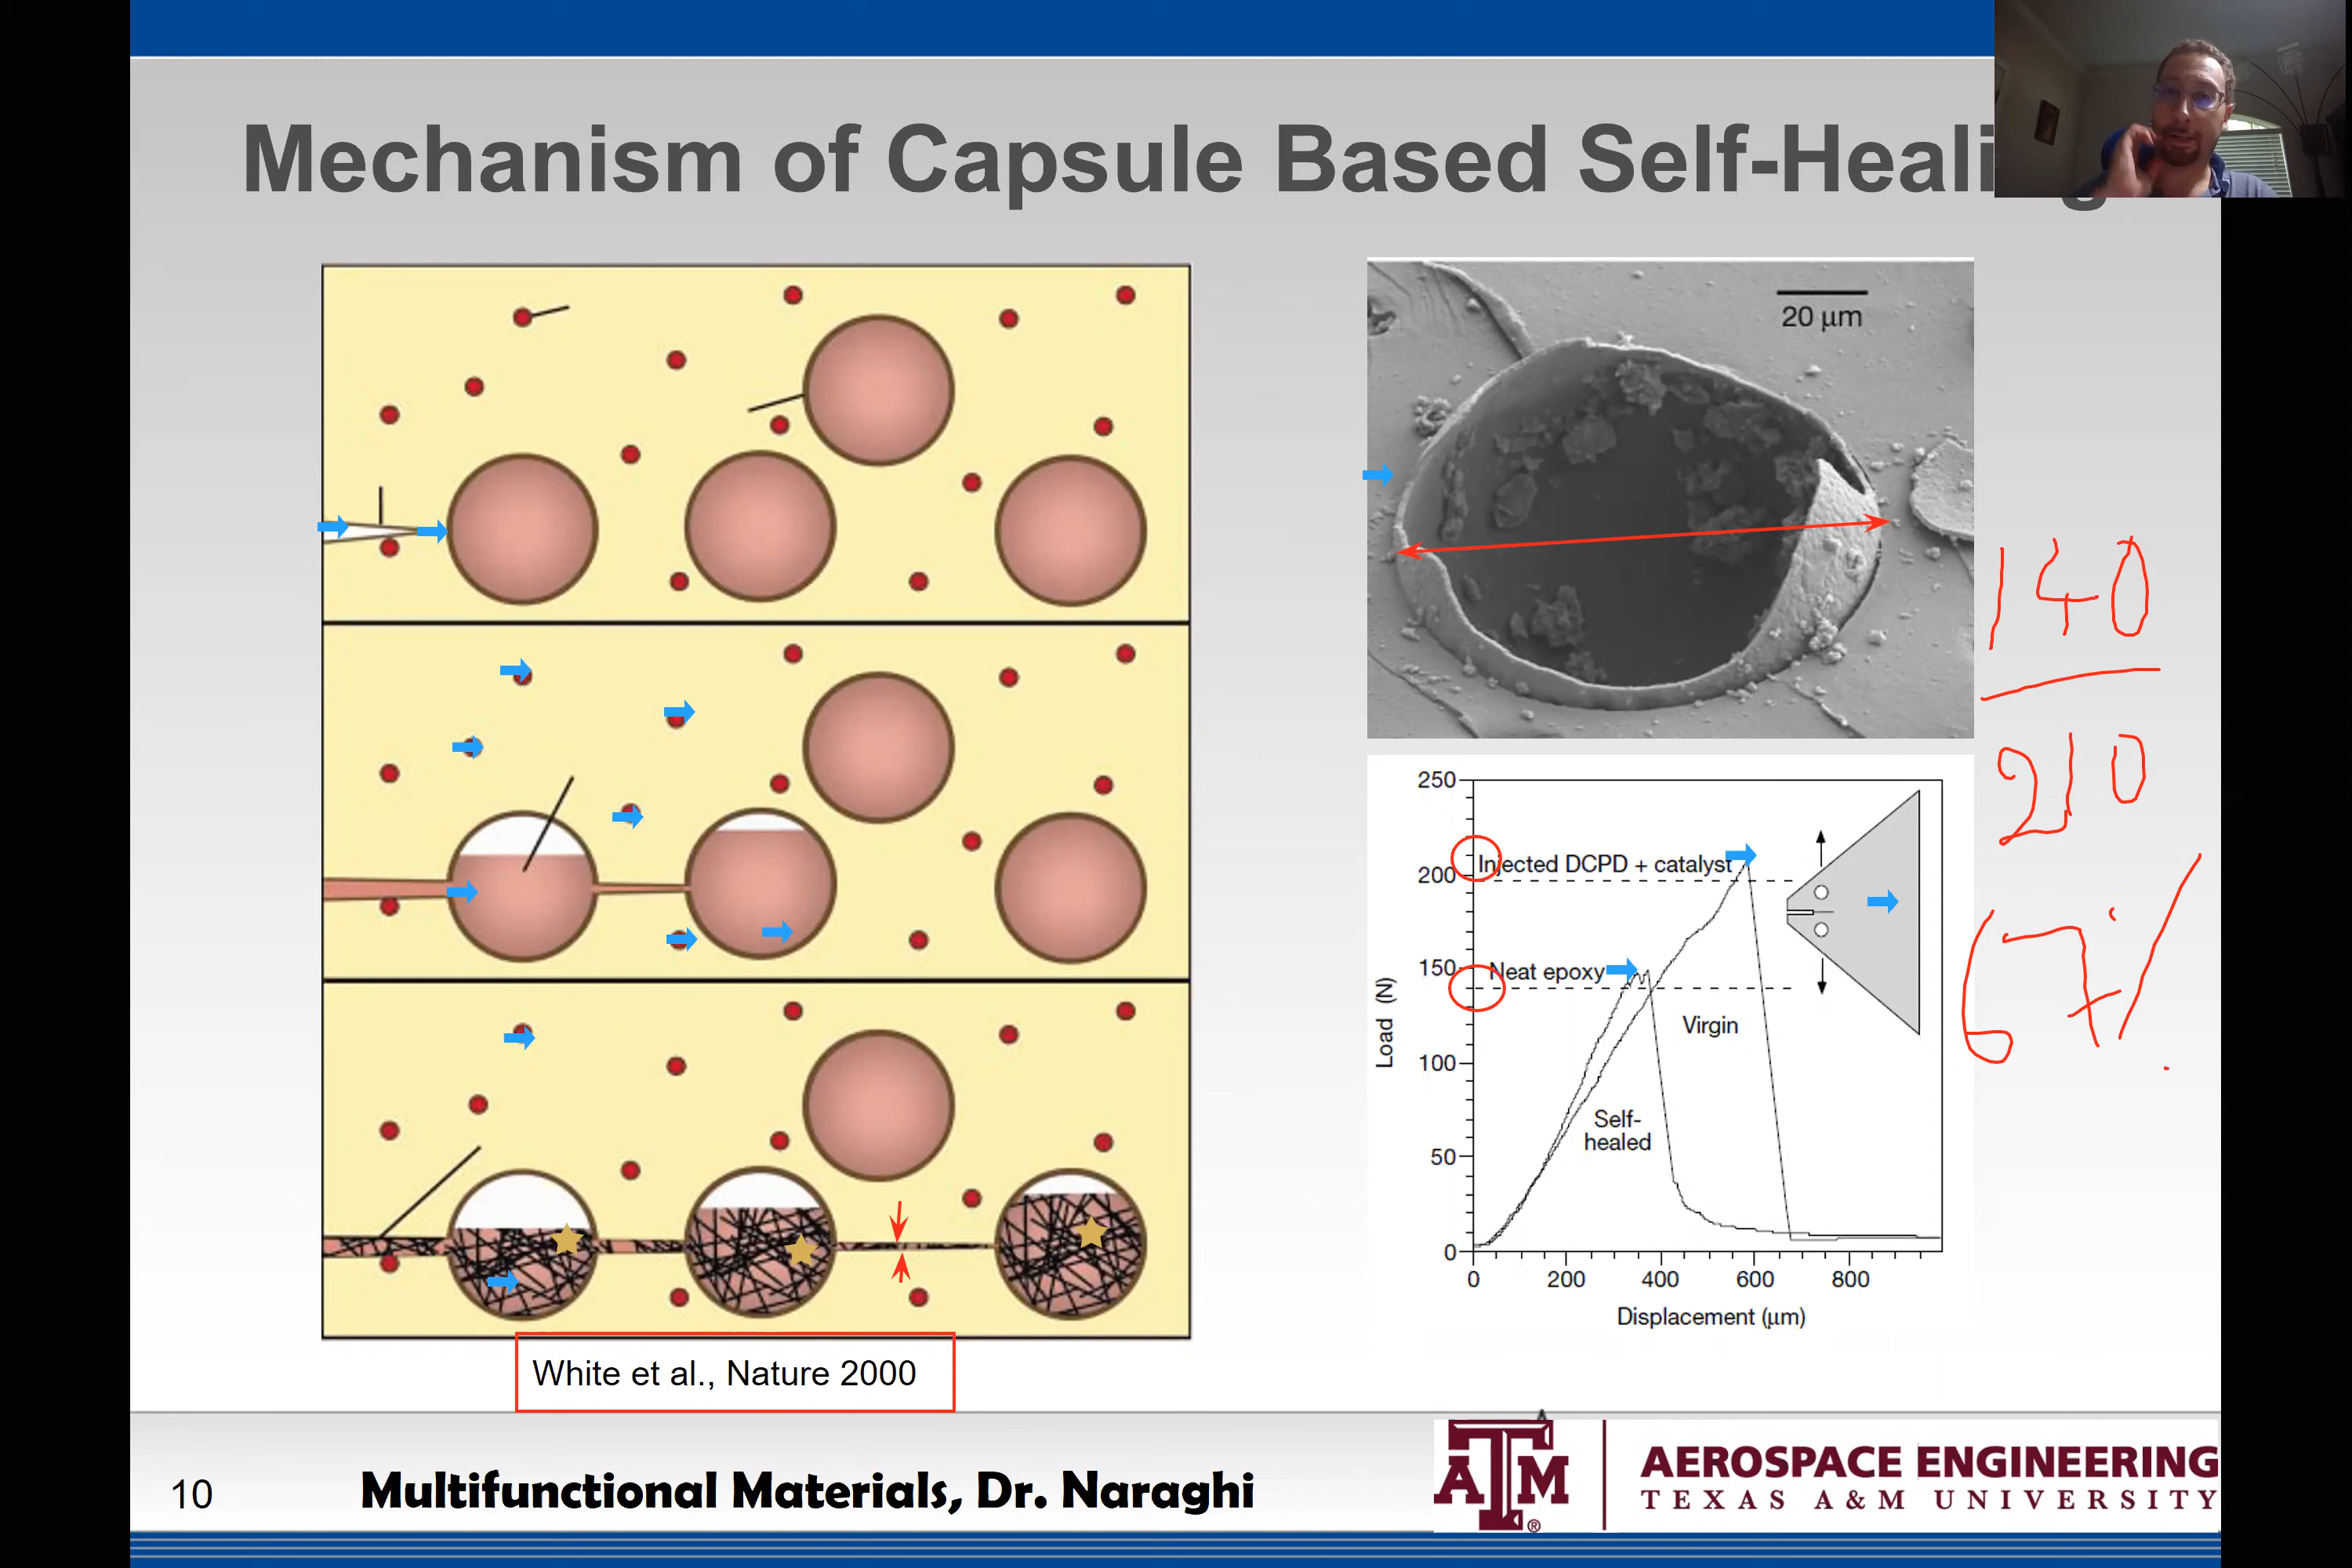 Mechanism of Capsule Based Self-Heali
20 µm
140
210
67%
250
200
150
100
50
0
Load (N)
Injected DCPD + catalyst
Neat epoxy
Virgin
Self-
healed
0 200 400 600 800
Displacement (µm)
White et al., Nature 2000
10
Multifunctional Materials, Dr. Naraghi
ATM®
AEROSPACE ENGINEERING
TEXAS A&M UNIVERSITY